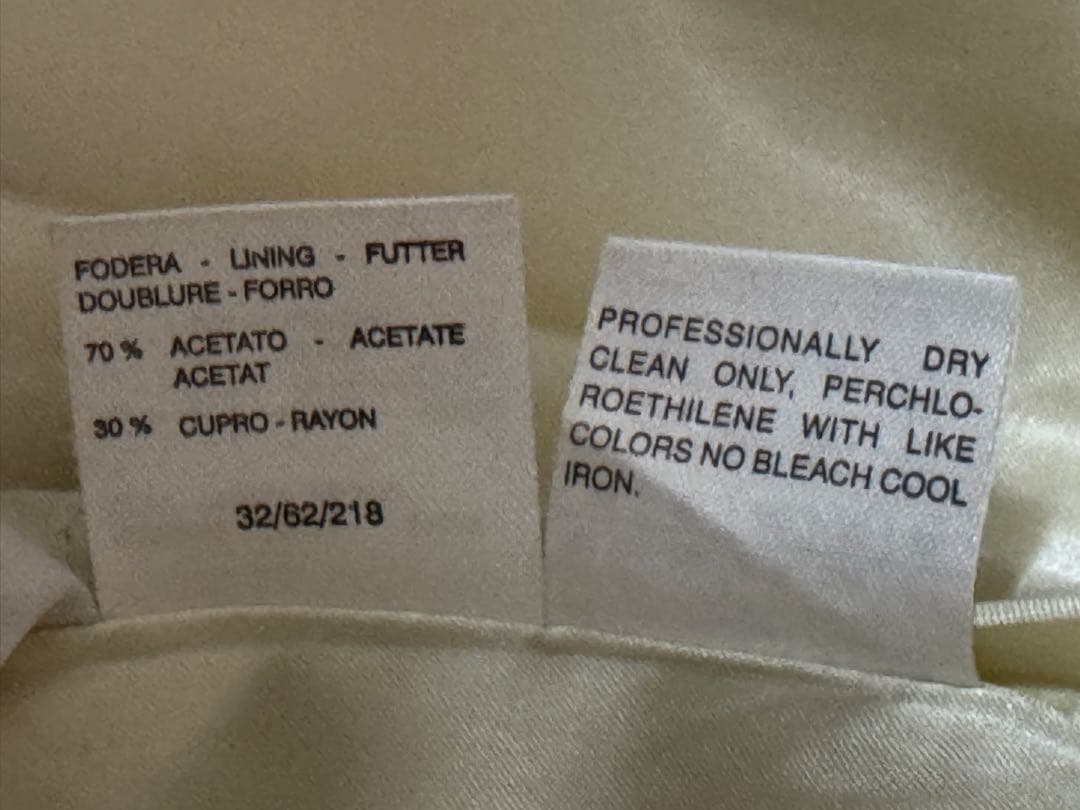 FODERA - LINING - FUTTER
DOUBLURE - FORRO
70 % ACETATO - ACETATE
ACETAT
30 % CUPRO - RAYON
32/62/218
PROFESSIONALLY DRY
CLEAN ONLY, PERCHLO-
ROETHILENE WITH LIKE
COLORS NO BLEACH COOL
IRON.